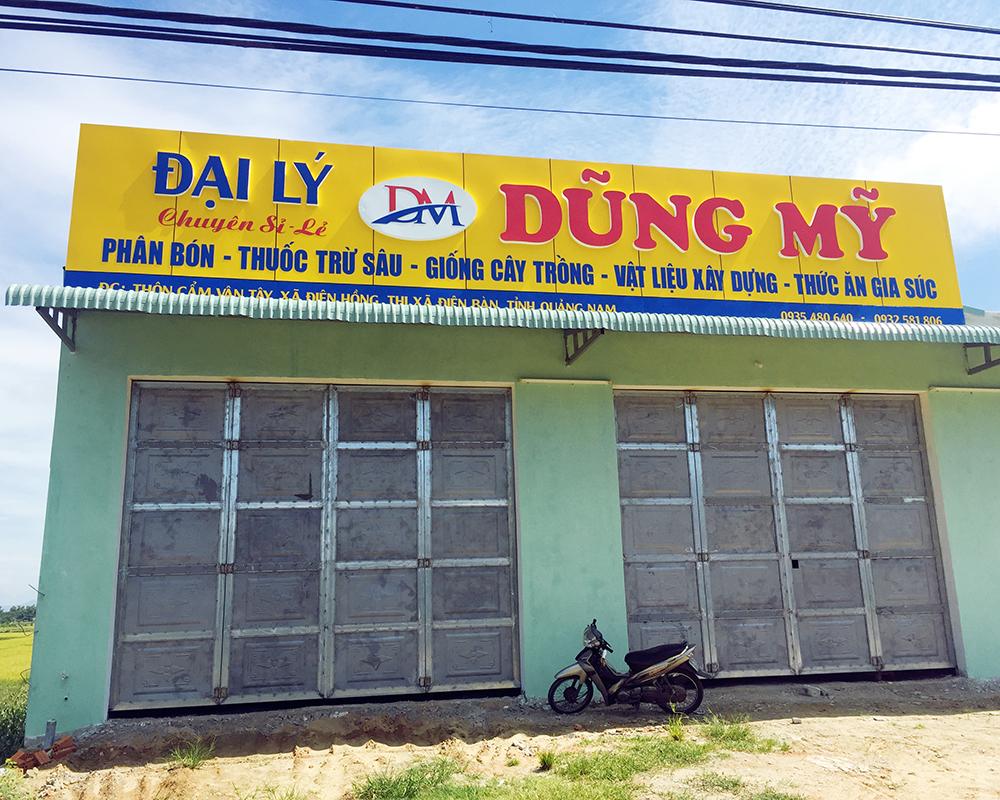 ĐẠI LÝ
Chuyên Sỉ - Lẻ
DM
DŨNG MỸ
PHÂN BÓN - THUỐC TRỪ SÂU - GIỐNG CÂY TRỒNG - VẬT LIỆU XÂY DỰNG - THỨC ĂN GIA SÚC
ĐC: THÔN CẨM VÂN TÂY, XÃ ĐIỆN HỒNG, THỊ XÃ ĐIỆN BÀN, TỈNH QUẢNG NAM
0935 480 640 - 0932 581 806